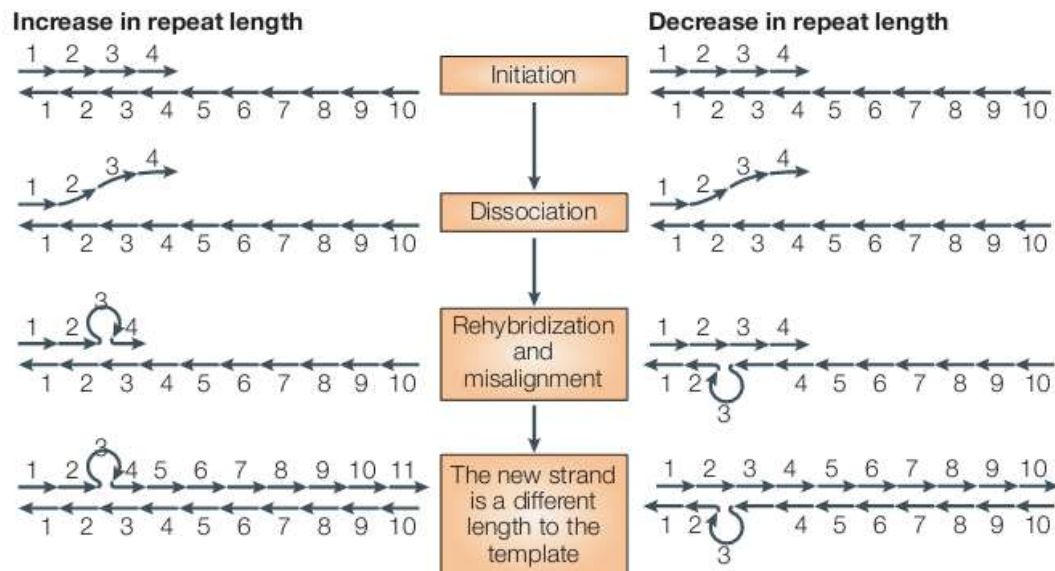 Increase in repeat length
Decrease in repeat length
1 2 3 4
1 2 3 4 5 6 7 8 9 10
Initiation
1 2 3 4
1 2 3 4 5 6 7 8 9 10
1 2 3 4
1 2 3 4 5 6 7 8 9 10
Dissociation
1 2 3 4
1 2 3 4 5 6 7 8 9 10
1 2 3 4
1 2 3 4 5 6 7 8 9 10
Rehybridization
and
misalignment
1 2 3 4
1 2 3 4 5 6 7 8 9 10
1 2 3 4 5 6 7 8 9 10 11
1 2 3 4 5 6 7 8 9 10
The new strand
is a different
length to the
template
1 2 3 4 5 6 7 8 9 10
1 2 3 4 5 6 7 8 9 10